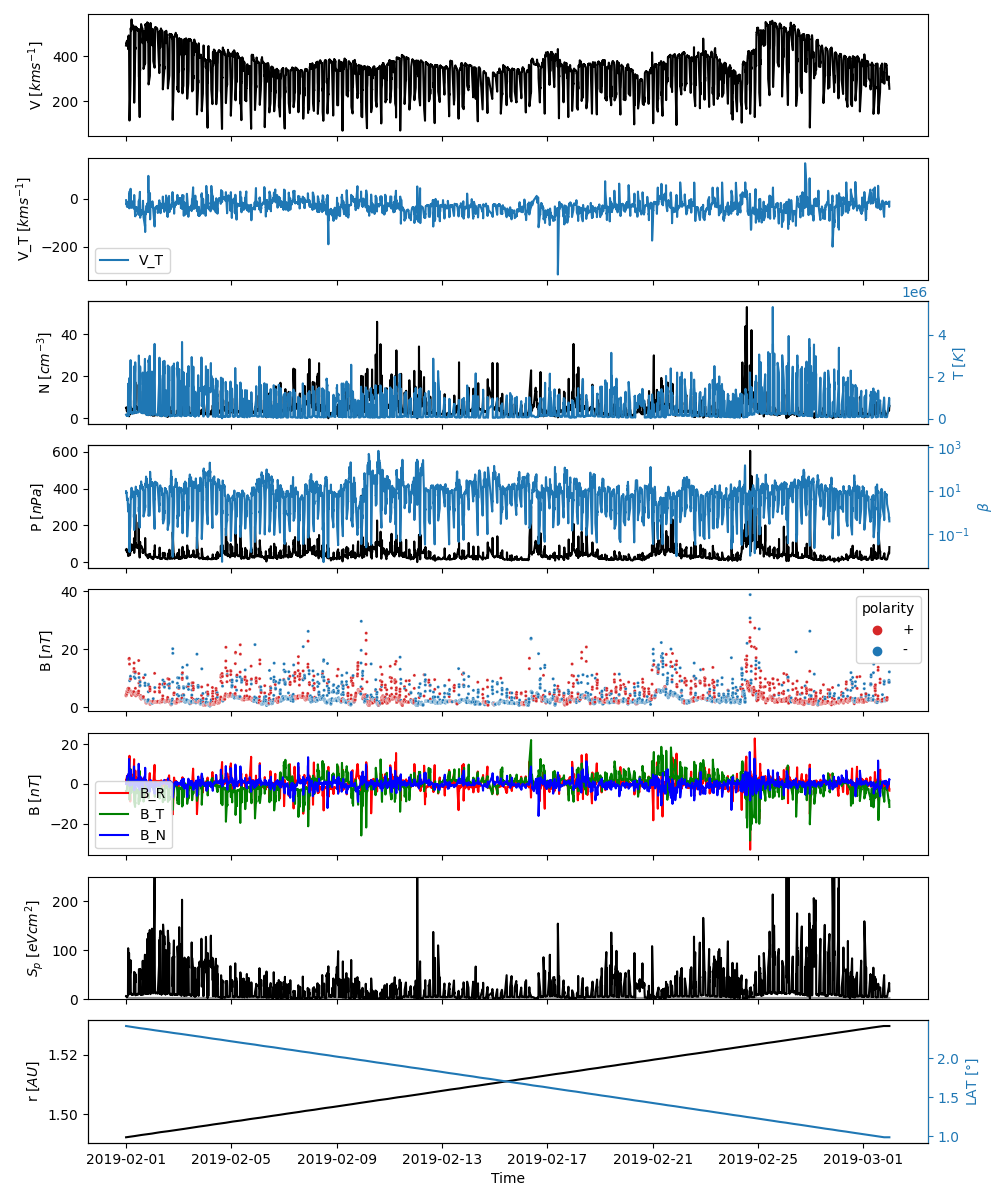 V [kms⁻¹]
400
200
V_T [kms⁻¹]
0
−200
V_T
1e6
N [cm⁻³]
40
20
0
4
2
0
T [K]
P [nPa]
600
400
200
0
10³
10¹
10⁻¹
β
B [nT]
40
20
0
polarity
+
-
B [nT]
20
0
−20
B_R
B_T
B_N
Sₚ [eVcm²]
200
100
0
r [AU]
1.52
1.50
2.0
1.5
1.0
LAT [°]
2019-02-01 2019-02-05 2019-02-09 2019-02-13 2019-02-17 2019-02-21 2019-02-25 2019-03-01
Time